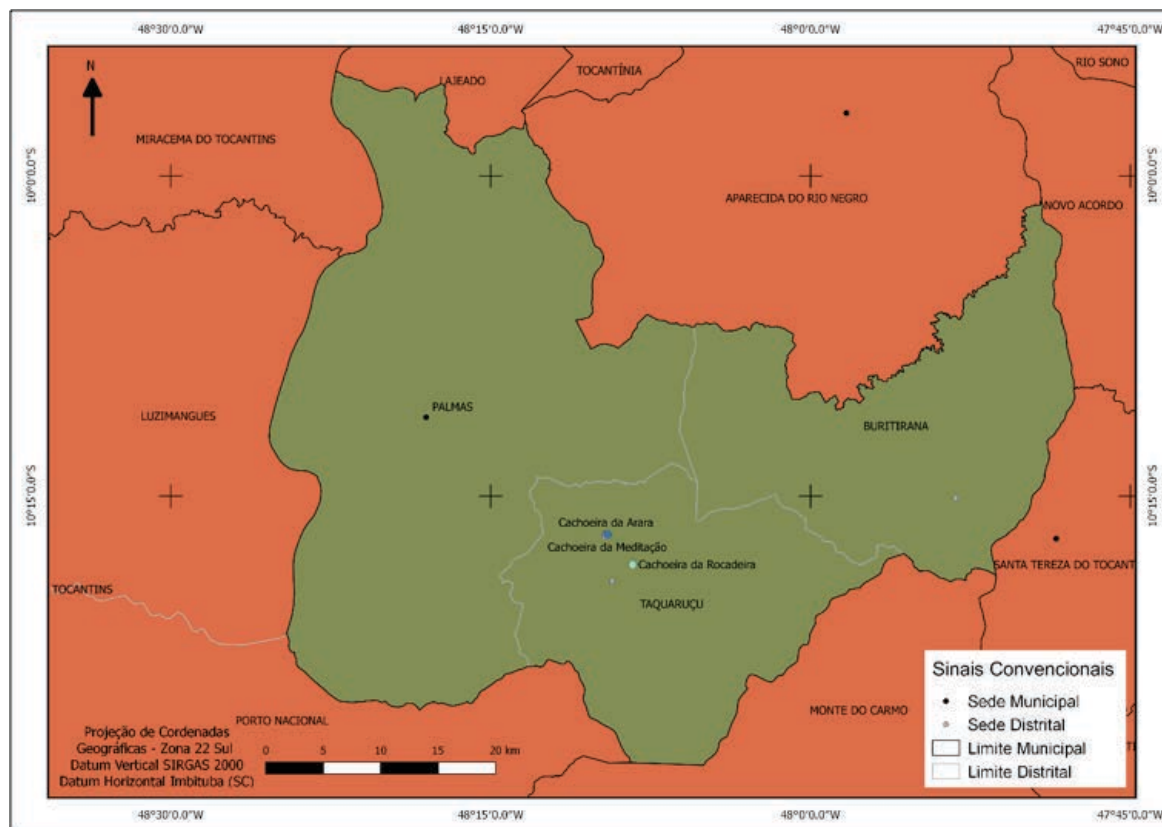 48°30'0.0"W 48°15'0.0"W 48°0'0.0"W 47°45'0.0"W
N
LAJEADO
TOCANTÍNIA
RIO SONO
MIRACEMA DO TOCANTINS
10°0'0.0"S
10°0'0.0"S
APARECIDA DO RIO NEGRO
NOVO ACORDO
PALMAS
LUZIMANGUES
BURITIRANA
10°15'0.0"S
10°15'0.0"S
Cachoeira da Arara
Cachoeira da Meditação
Cachoeira da Rocadeira
SANTA TEREZA DO TOCANT
TOCANTINS
TAQUARUÇU
PORTO NACIONAL
MONTE DO CARMO
Projeção de Cordenadas
Geográficas - Zona 22 Sul
Datum Vertical SIRGAS 2000
Datum Horizontal Imbituba (SC)
0 5 10 15 20 km
Sinais Convencionais
Sede Municipal
Sede Distrital
Limite Municipal
Limite Distrital
48°30'0.0"W 48°15'0.0"W 48°0'0.0"W 47°45'0.0"W